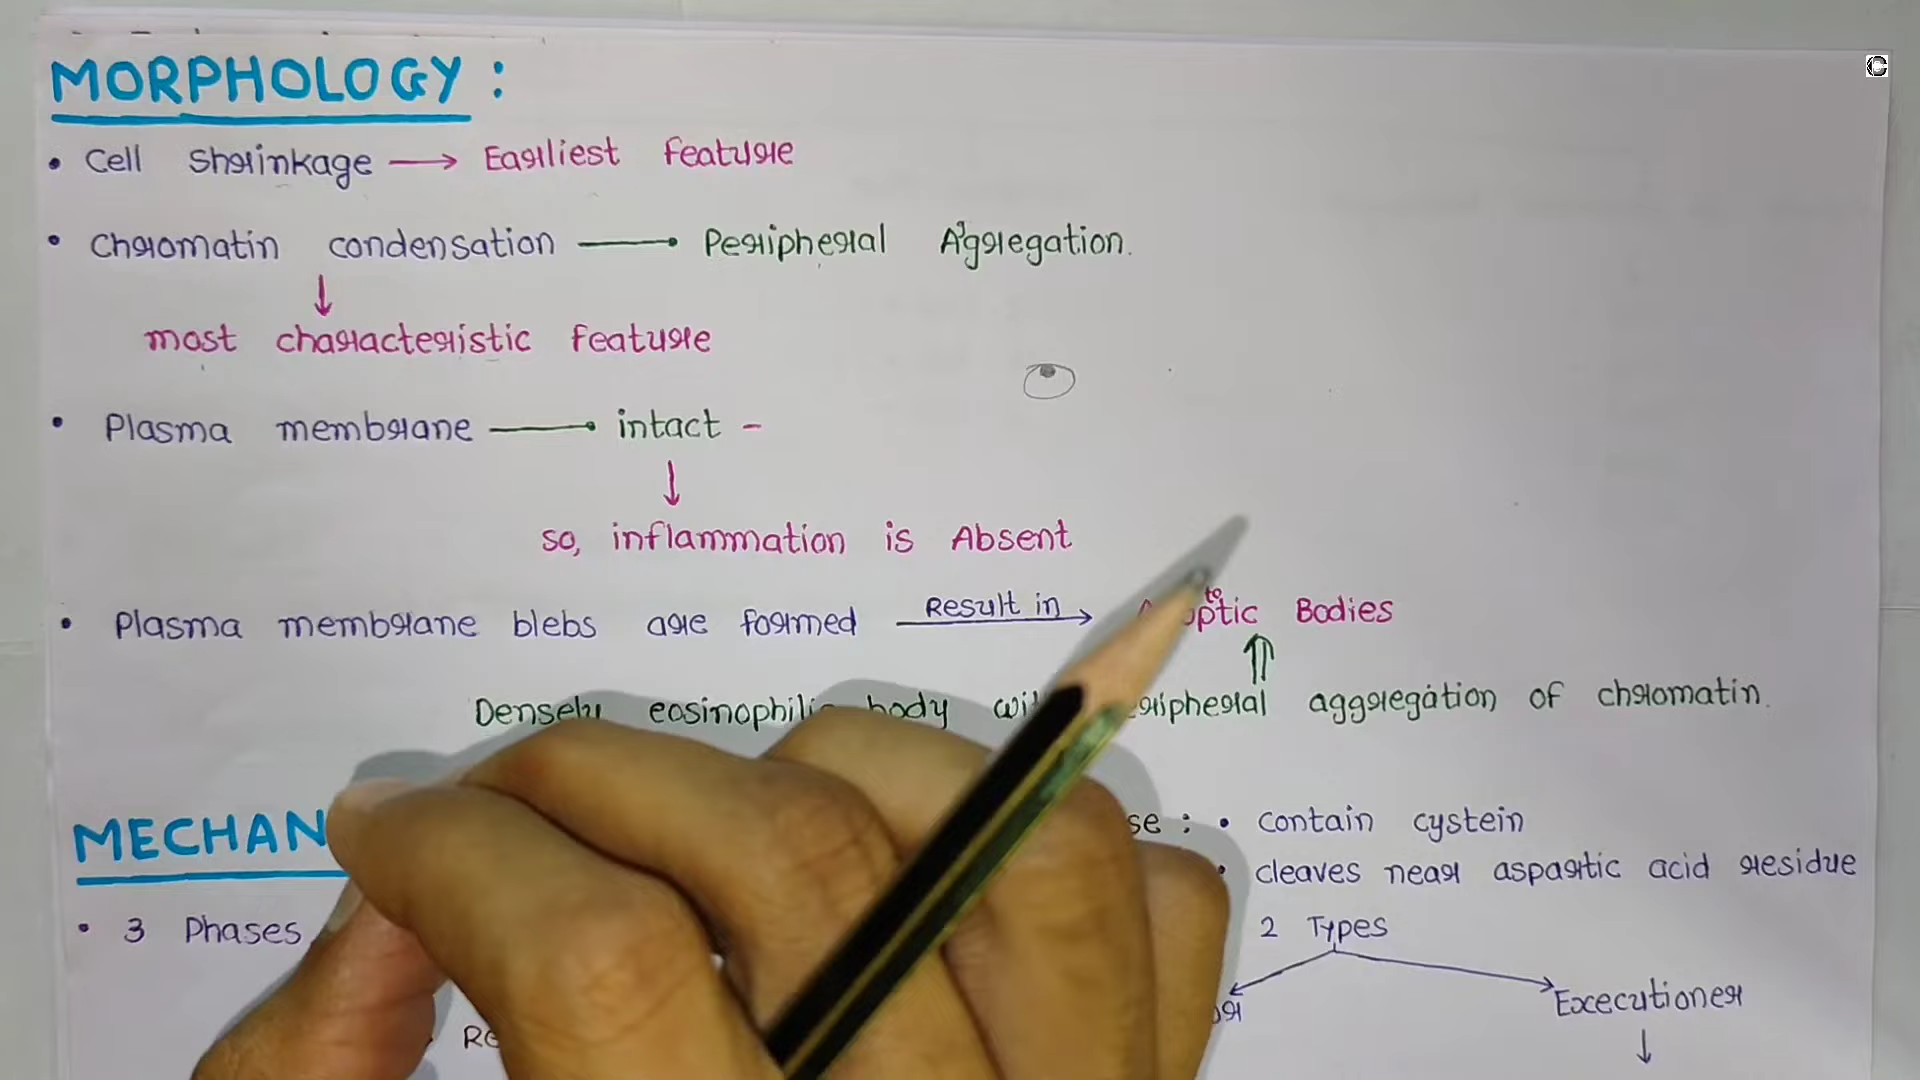 MORPHOLOGY :
• Cell Shrinkage → Earliest feature
• Chromatin condensation → Peripheral Aggregation.
↓
most characteristic feature
• Plasma membrane → intact -
↓
so, inflammation is Absent
• Plasma membrane blebs are formed Result in → Bodies
Densely eosinophilic body aggregation of chromatin.
MECHAN
: • contain cystein
• cleaves near aspartic acid residue
• 3 Phases
2 Types
Executioner
↓